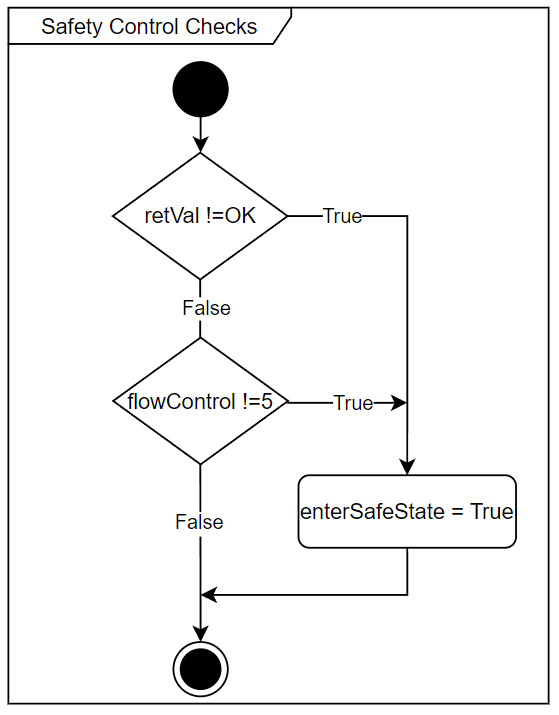 Safety Control Checks
retVal !=OK
True
False
flowControl !=5
True
enterSafeState = True
False